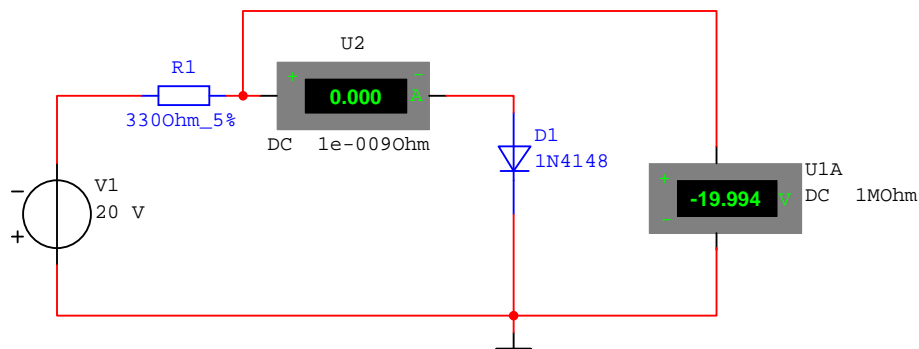 U2
R1
+ −
0.000 A
330Ohm_5%
DC 1e-009Ohm
D1
1N4148
V1
− 
20 V
+
U1A
+
DC 1MOhm
-19.994 V
−